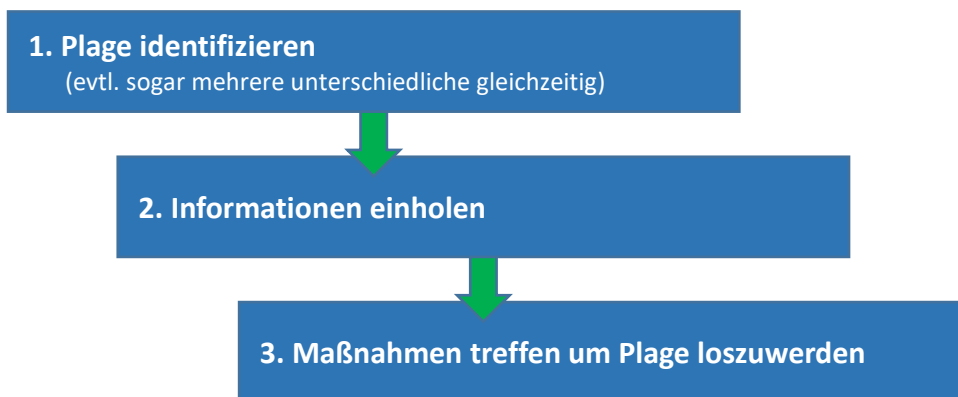 1. Plage identifizieren
(evtl. sogar mehrere unterschiedliche gleichzeitig)
2. Informationen einholen
3. Maßnahmen treffen um Plage loszuwerden